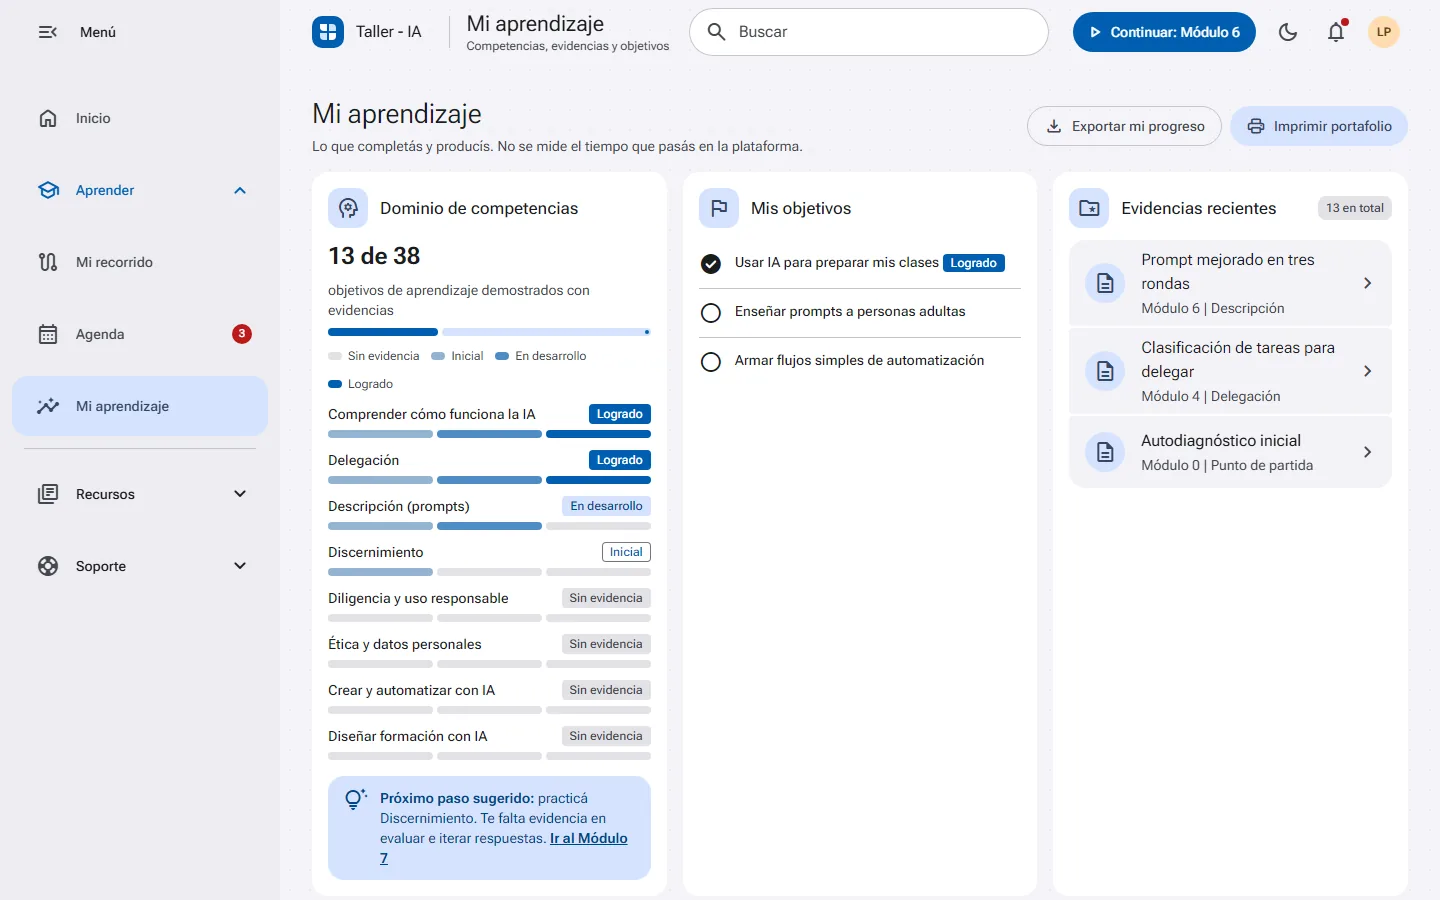 Menú
Taller - IA
Mi aprendizaje
Competencias, evidencias y objetivos
Buscar
Continuar: Módulo 6
LP
Inicio
Aprender
Mi recorrido
Agenda
3
Mi aprendizaje
Recursos
Soporte
Mi aprendizaje
Lo que completás y producís. No se mide el tiempo que pasás en la plataforma.
Exportar mi progreso
Imprimir portafolio
Dominio de competencias
13 de 38
objetivos de aprendizaje demostrados con
evidencias
Sin evidencia
Inicial
En desarrollo
Logrado
Comprender cómo funciona la IA
Logrado
Delegación
Logrado
Descripción (prompts)
En desarrollo
Discernimiento
Inicial
Diligencia y uso responsable
Sin evidencia
Ética y datos personales
Sin evidencia
Crear y automatizar con IA
Sin evidencia
Diseñar formación con IA
Sin evidencia
Próximo paso sugerido: practicá
Discernimiento. Te falta evidencia en
evaluar e iterar respuestas. Ir al Módulo
7
Mis objetivos
Usar IA para preparar mis clases Logrado
Enseñar prompts a personas adultas
Armar flujos simples de automatización
Evidencias recientes
13 en total
Prompt mejorado en tres
rondas
Módulo 6 | Descripción
Clasificación de tareas para
delegar
Módulo 4 | Delegación
Autodiagnóstico inicial
Módulo 0 | Punto de partida